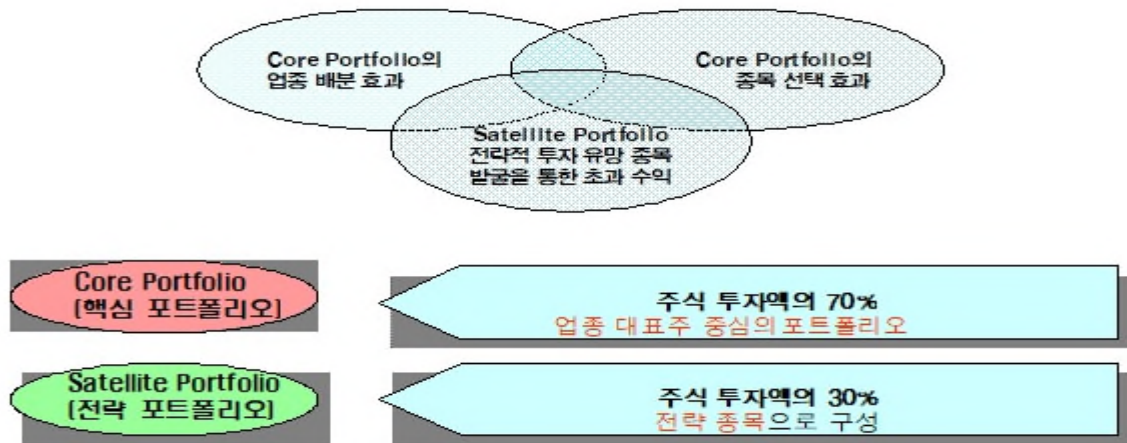 Core Portfolio의
업종 배분 효과
Core Portfolio의
종목 선택 효과
Satellite Portfolio
전략적 투자 유망 종목
발굴을 통한 초과 수익
Core Portfolio
(핵심 포트폴리오)
주식 투자액의 70%
업종 대표주 중심의 포트폴리오
Satellite Portfolio
(전략 포트폴리오)
주식 투자액의 30%
전략 종목으로 구성